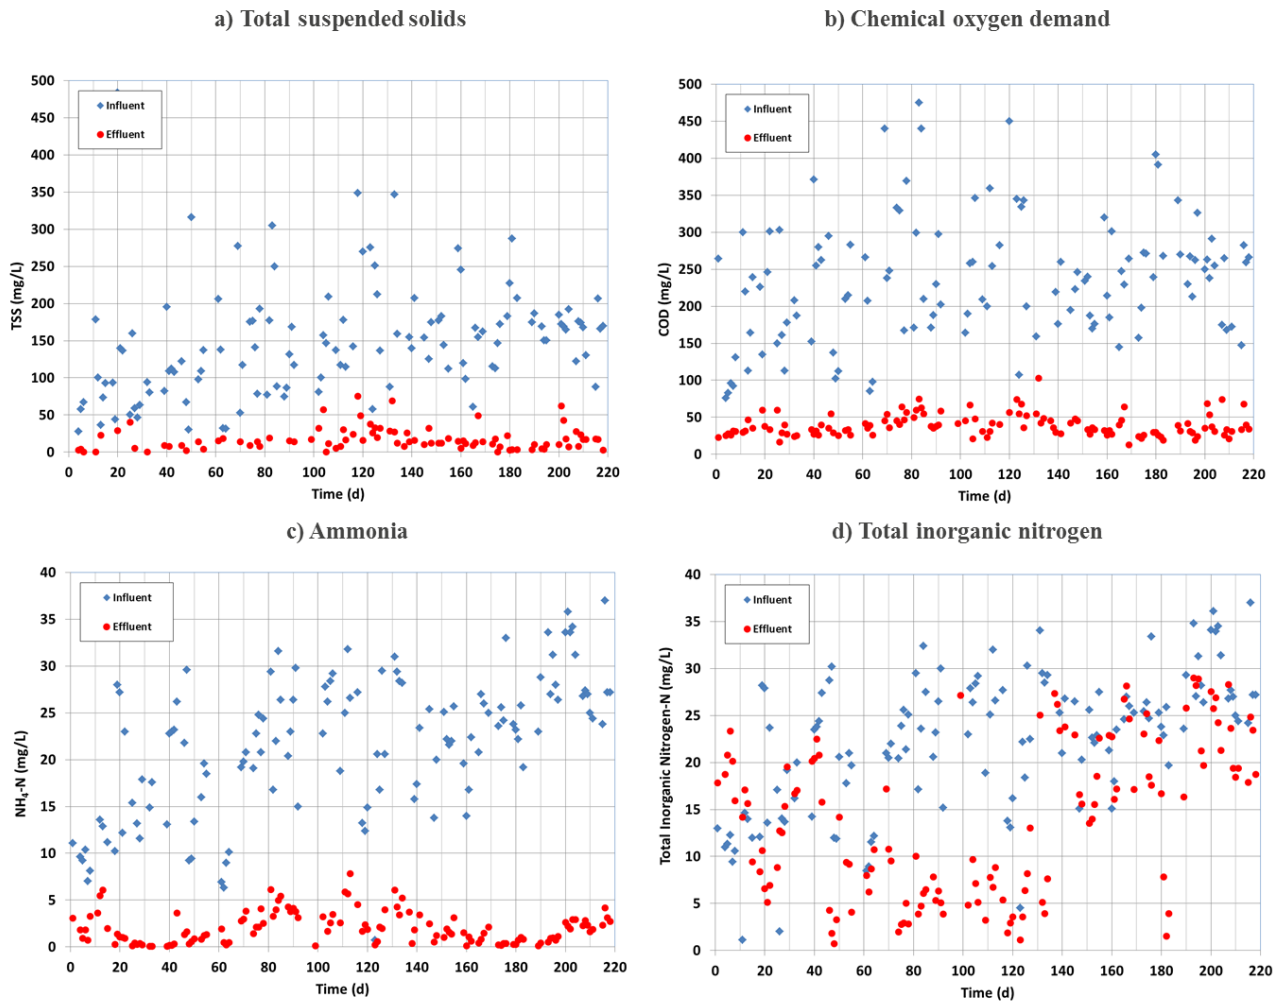 a) Total suspended solids
b) Chemical oxygen demand
500
450
400
350
300
250
200
150
100
50
0
TSS (mg/L)
Influent
Effluent
0 20 40 60 80 100 120 140 160 180 200 220
Time (d)
500
450
400
350
300
250
200
150
100
50
0
COD (mg/L)
Influent
Effluent
0 20 40 60 80 100 120 140 160 180 200 220
Time (d)
c) Ammonia
d) Total inorganic nitrogen
40
35
30
25
20
15
10
5
0
NH4-N (mg/L)
Influent
Effluent
0 20 40 60 80 100 120 140 160 180 200 220
Time (d)
40
35
30
25
20
15
10
5
0
Total Inorganic Nitrogen-N (mg/L)
Influent
Effluent
0 20 40 60 80 100 120 140 160 180 200 220
Time (d)